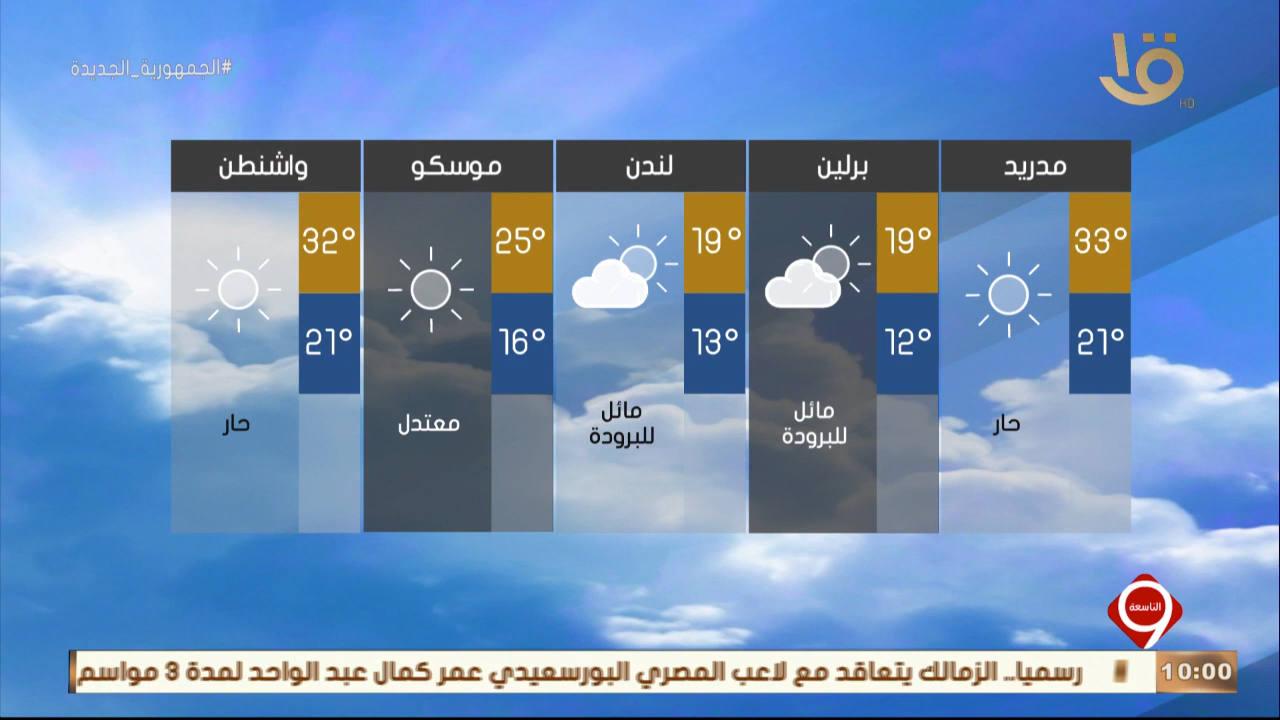 #الجمهورية_الجديدة
HD
مدريد
33°
21°
حار
برلين
19°
12°
مائل
للبرودة
لندن
19°
13°
مائل
للبرودة
موسكو
25°
16°
معتدل
واشنطن
32°
21°
حار
التاسعة
9
10:00
رسميا.. الزمالك يتعاقد مع لاعب المصري البورسعيدي عمر كمال عبد الواحد لمدة 3 مواسم